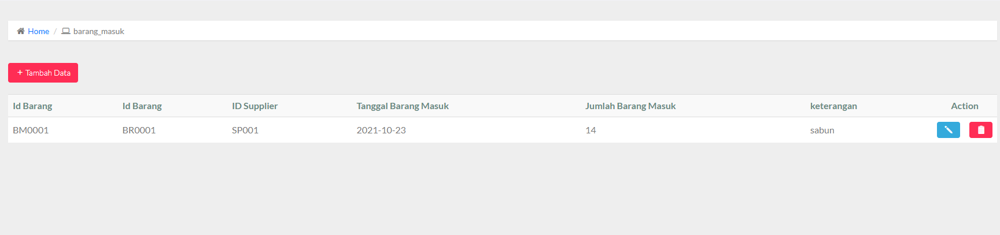 Home / barang_masuk
+ Tambah Data
Id Barang Id Barang ID Supplier Tanggal Barang Masuk Jumlah Barang Masuk keterangan Action
BM0001 BR0001 SP001 2021-10-23 14 sabun